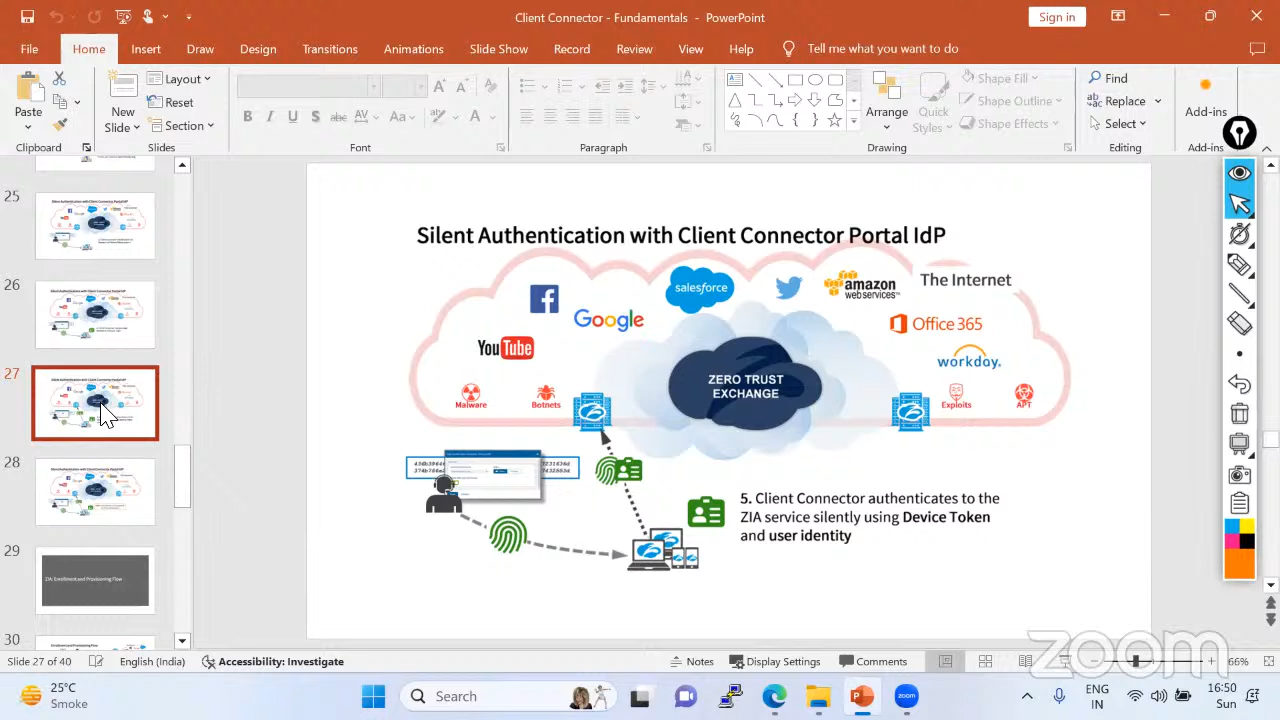 Client Connector - Fundamentals - PowerPoint
Sign in
File Home Insert Draw Design Transitions Animations Slide Show Record Review View Help Tell me what you want to do
Paste
Clipboard
New Slide
Layout
Reset
Section
Slides
Font
Paragraph
Arrange
Quick Styles
Shape Fill
Shape Outline
Shape Effects
Drawing
Find
Replace
Select
Editing
Add-ins
Add-ins
25
26
27
28
29
30
Silent Authentication with Client Connector Portal IdP
The Internet
salesforce
amazon web services™
Google
Office 365
YouTube
workday.
ZERO TRUST EXCHANGE
Malware
Botnets
Exploits
APT
5. Client Connector authenticates to the
ZIA service silently using Device Token
and user identity
zoom
Slide 27 of 40
English (India)
Accessibility: Investigate
Notes
Display Settings
Comments
66%
25°C
Smoke
Search
zoom
ENG
IN
16:50
Sun